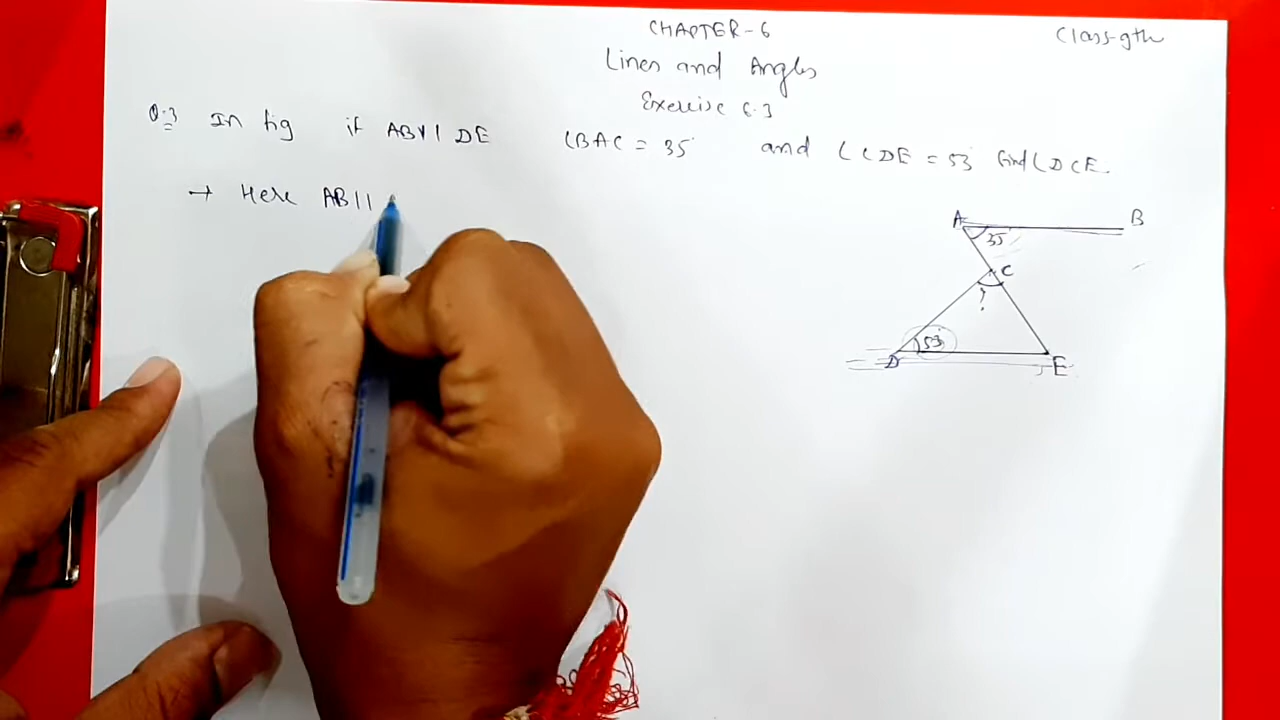 CHAPTER-6
Class-9th
Lines and Angles
Exercise 6.3
Q.3 In fig if AB || DE ∠BAC = 35° and ∠CDE = 53° find ∠DCE.
→ Here AB ||
A B
35°
C
?
53°
D E